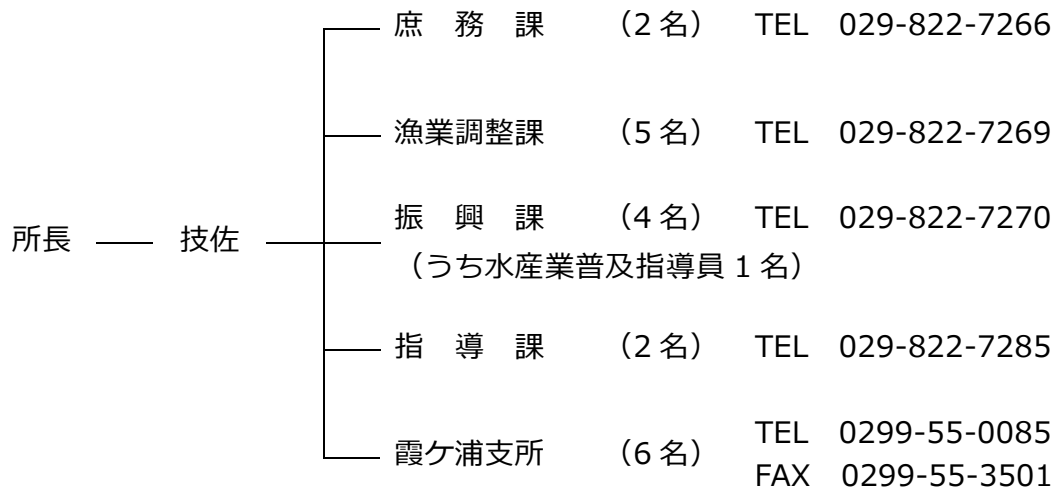 庶　務　課　（2名）　TEL　029-822-7266
漁業調整課　（5名）　TEL　029-822-7269
所長　技佐　振　興　課　（4名）　TEL　029-822-7270
（うち水産業普及指導員1名）
指　導　課　（2名）　TEL　029-822-7285
霞ケ浦支所　（6名）　TEL　0299-55-0085
FAX　0299-55-3501